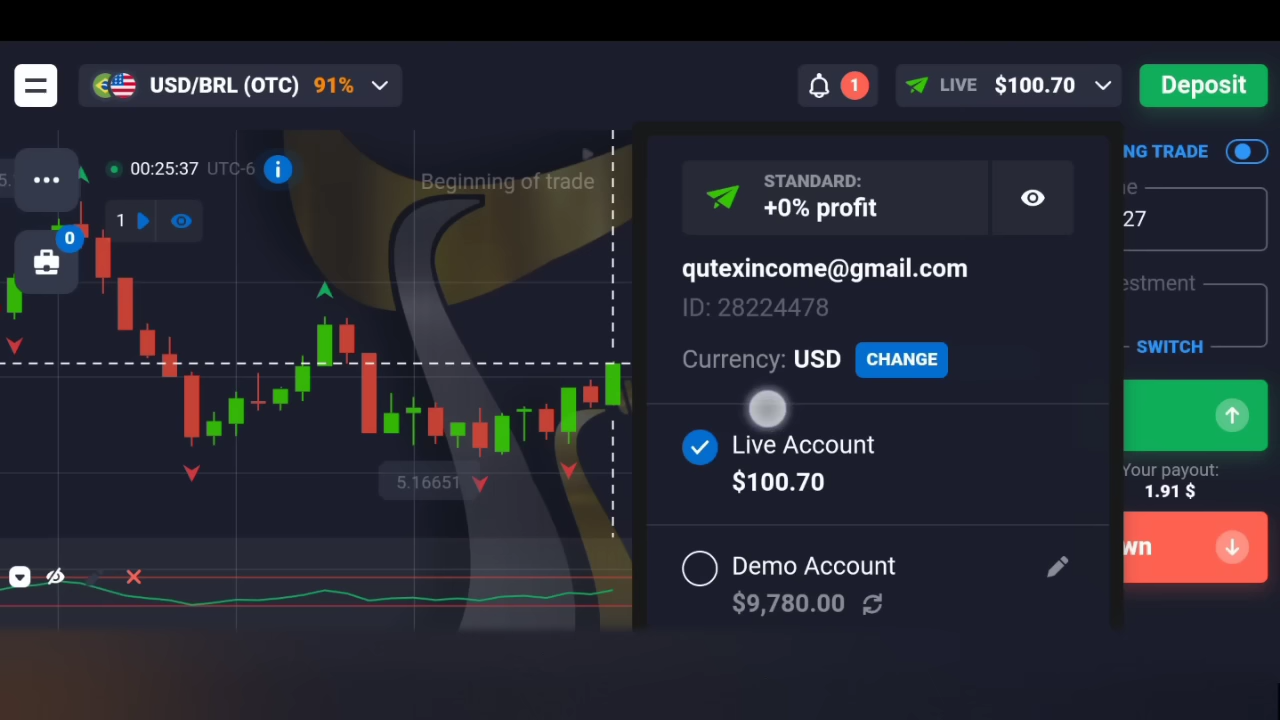 USD/BRL (OTC) 91%
1
LIVE $100.70
Deposit
00:25:37 UTC-6
Beginning of trade
1
0
5.16651
STANDARD:
+0% profit
qutexincome@gmail.com
ID: 28224478
Currency: USD CHANGE
Live Account
$100.70
Demo Account
$9,780.00
NG TRADE
27
estment
SWITCH
Your payout:
1.91 $
wn